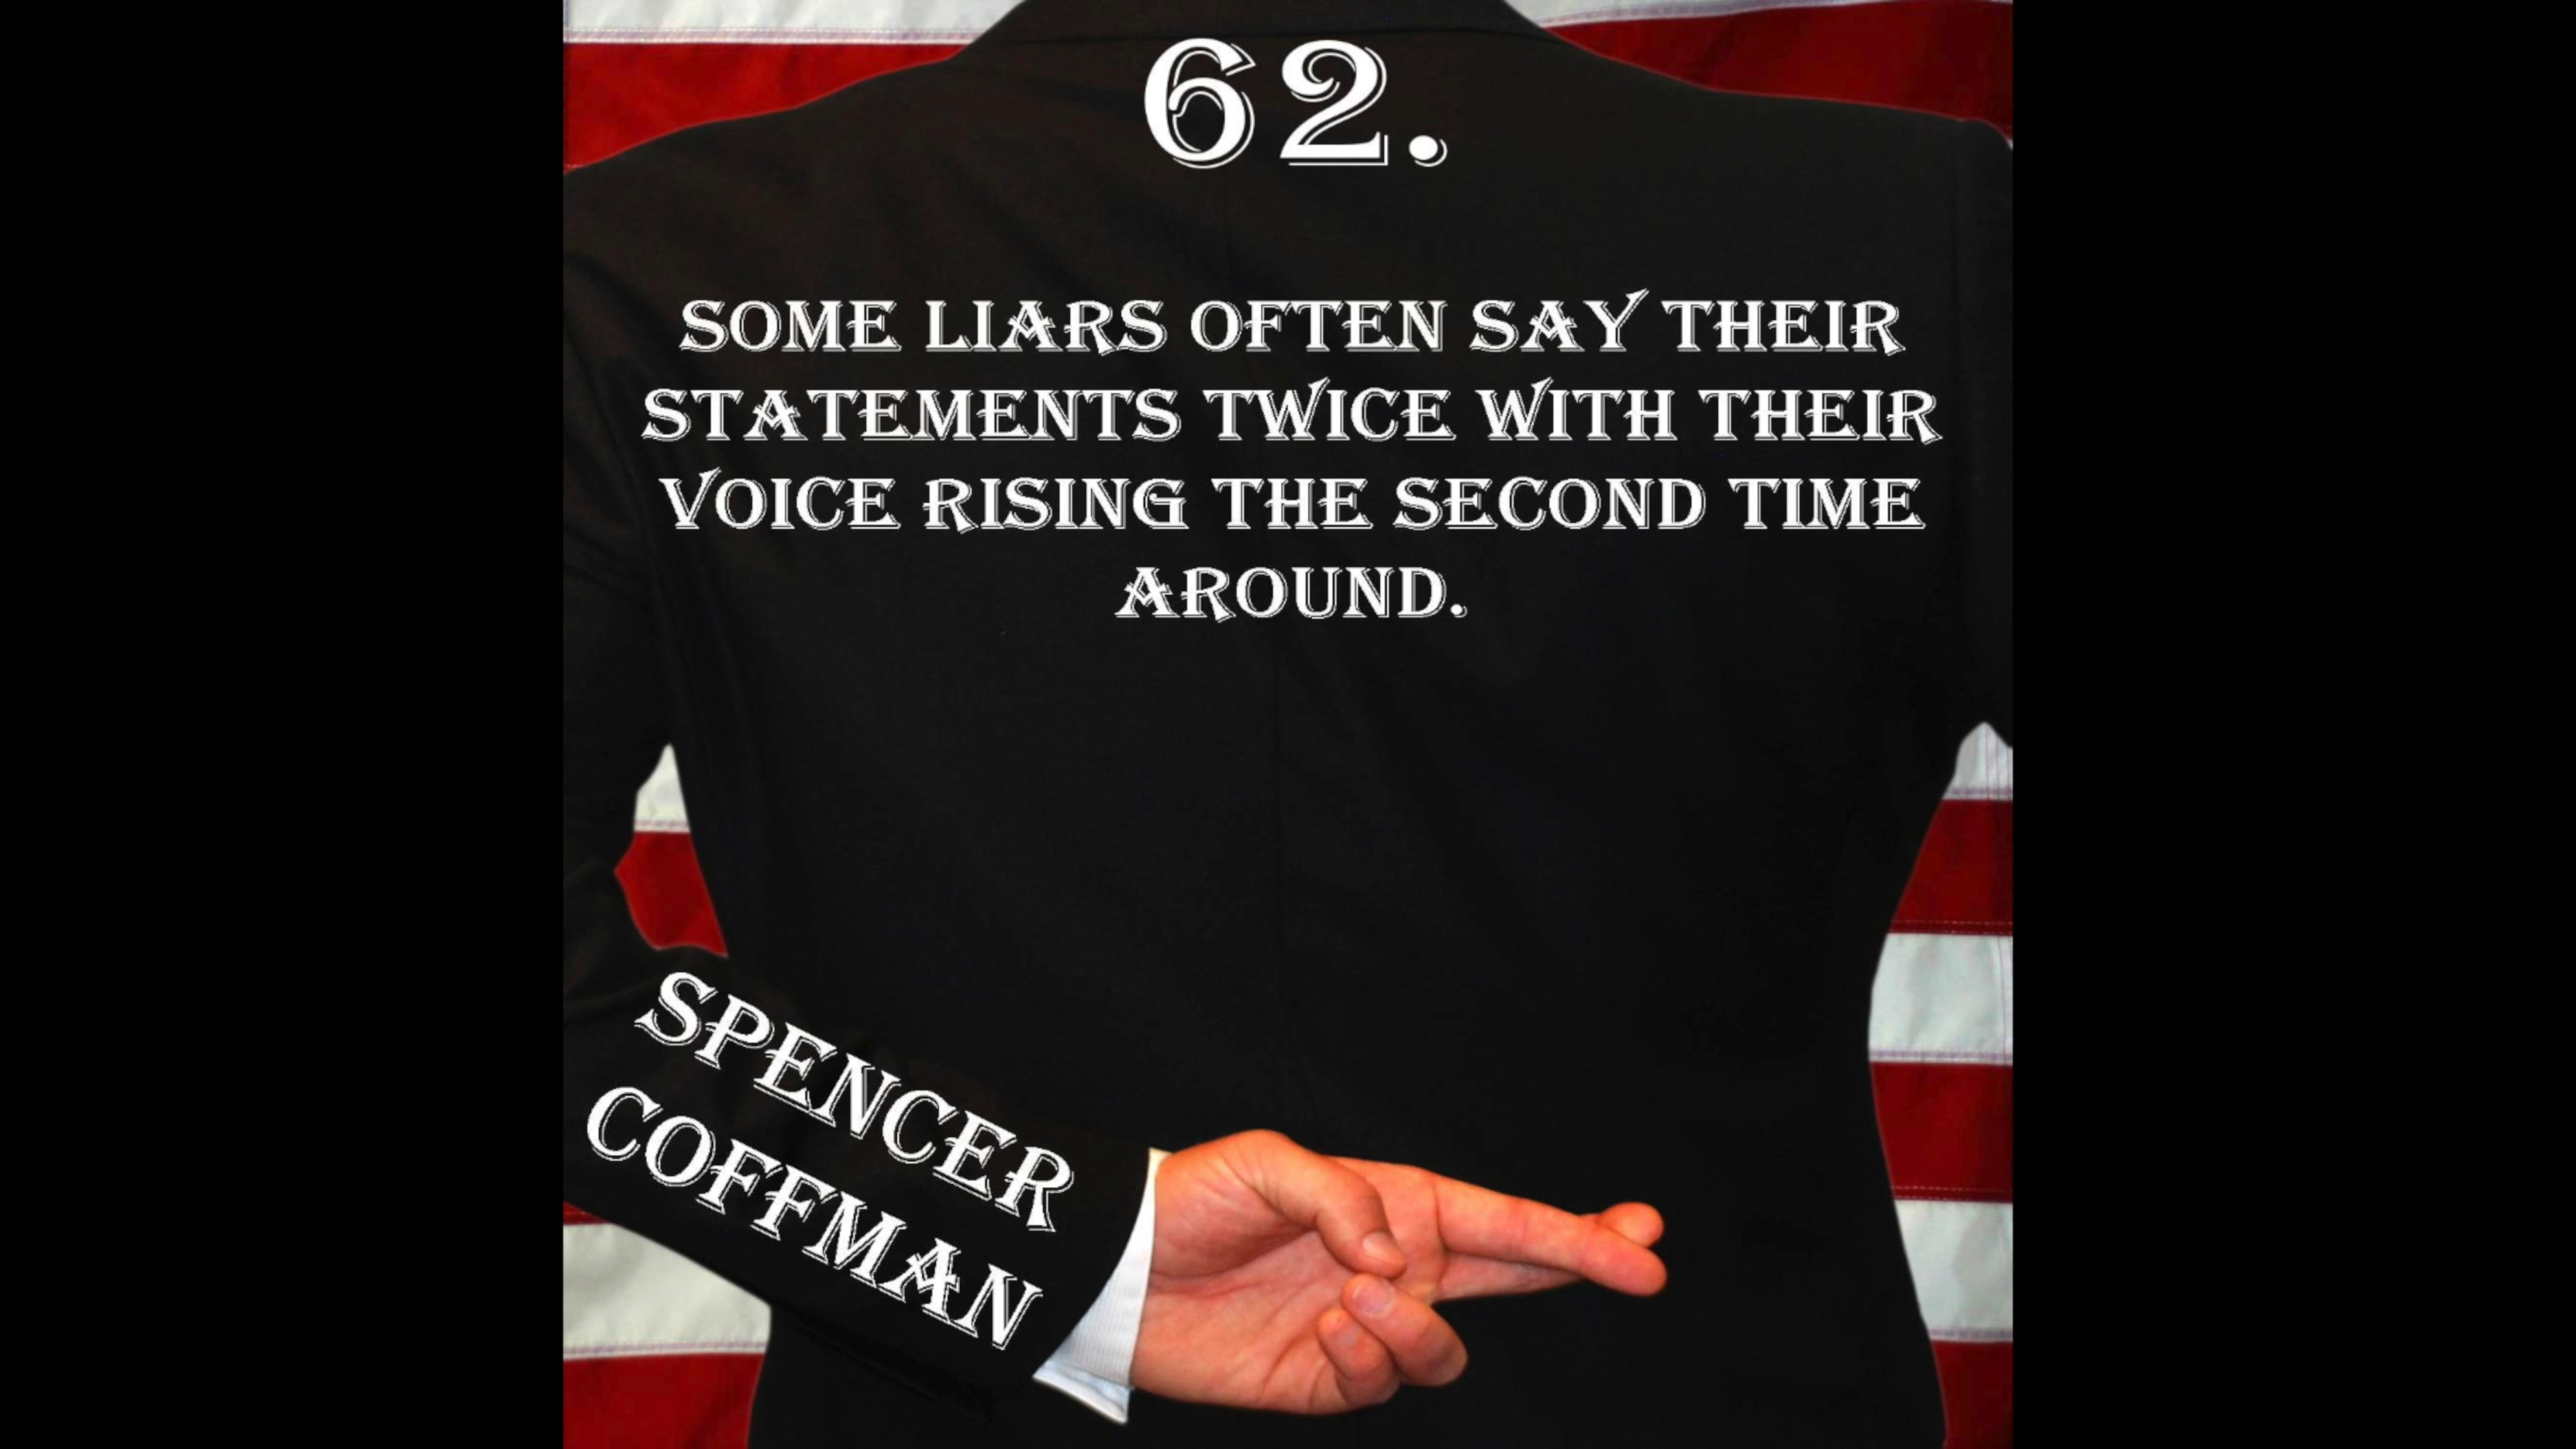 62.
SOME LIARS OFTEN SAY THEIR
STATEMENTS TWICE WITH THEIR
VOICE RISING THE SECOND TIME
AROUND.
SPENCER
COFFMAN